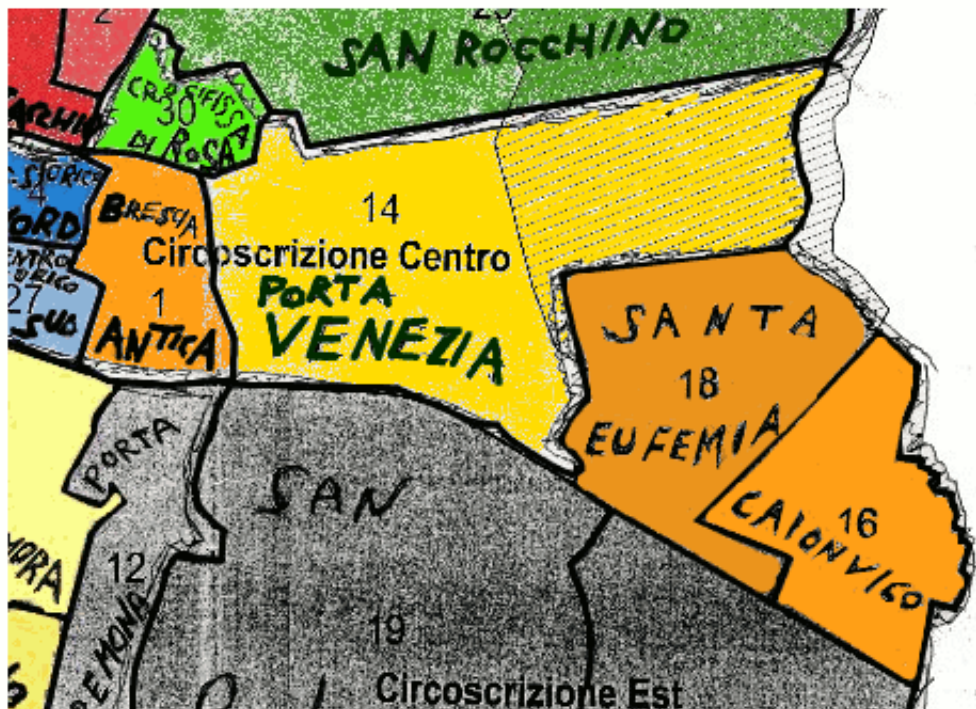 2
SAN ROCCHINO
30
DI ROSA
14
BRESCIA
Circoscrizione Centro
PORTA
VENEZIA
27
SUD
1
ANTICA
SANTA
18
EUFEMIA
PORTA
SAN
CAIONVICO
16
12
19
Circoscrizione Est